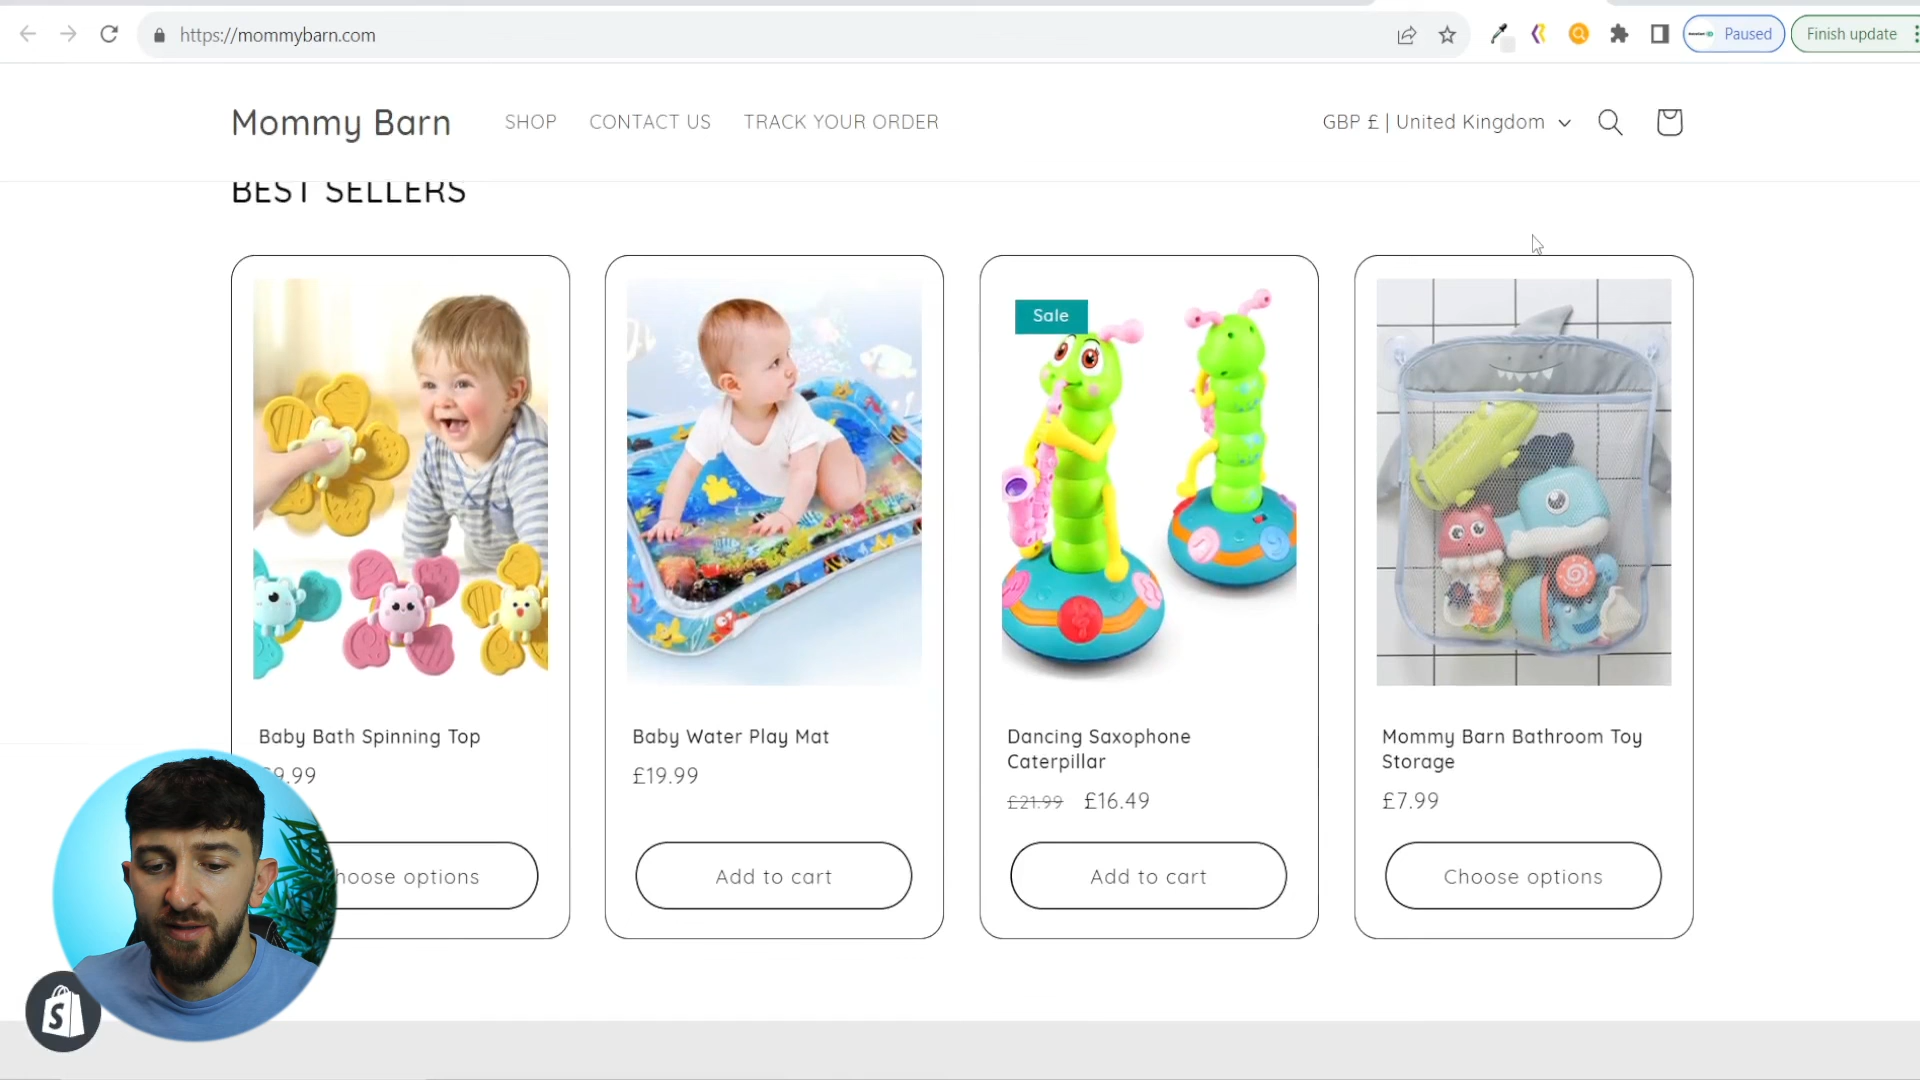 https://mommybarn.com
Paused
Finish update
Mommy Barn
SHOP
CONTACT US
TRACK YOUR ORDER
GBP £ | United Kingdom
BEST SELLERS
Sale
Baby Bath Spinning Top
£9.99
Choose options
Baby Water Play Mat
£19.99
Add to cart
Dancing Saxophone
Caterpillar
£21.99 £16.49
Add to cart
Mommy Barn Bathroom Toy
Storage
£7.99
Choose options